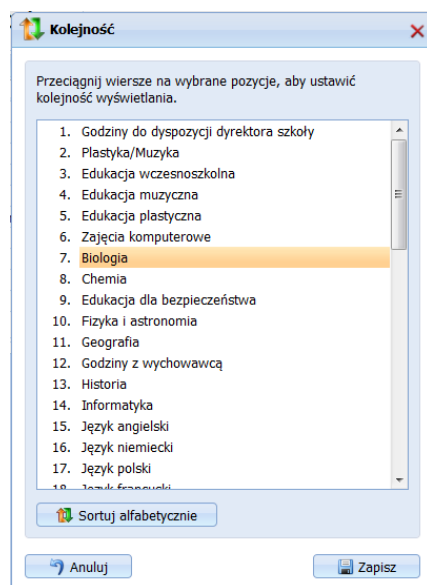 Kolejność
Przeciągnij wiersze na wybrane pozycje, aby ustawić
kolejność wyświetlania.
1. Godziny do dyspozycji dyrektora szkoły
2. Plastyka/Muzyka
3. Edukacja wczesnoszkolna
4. Edukacja muzyczna
5. Edukacja plastyczna
6. Zajęcia komputerowe
7. Biologia
8. Chemia
9. Edukacja dla bezpieczeństwa
10. Fizyka i astronomia
11. Geografia
12. Godziny z wychowawcą
13. Historia
14. Informatyka
15. Język angielski
16. Język niemiecki
17. Język polski
18. Język francuski
Sortuj alfabetycznie
Anuluj
Zapisz